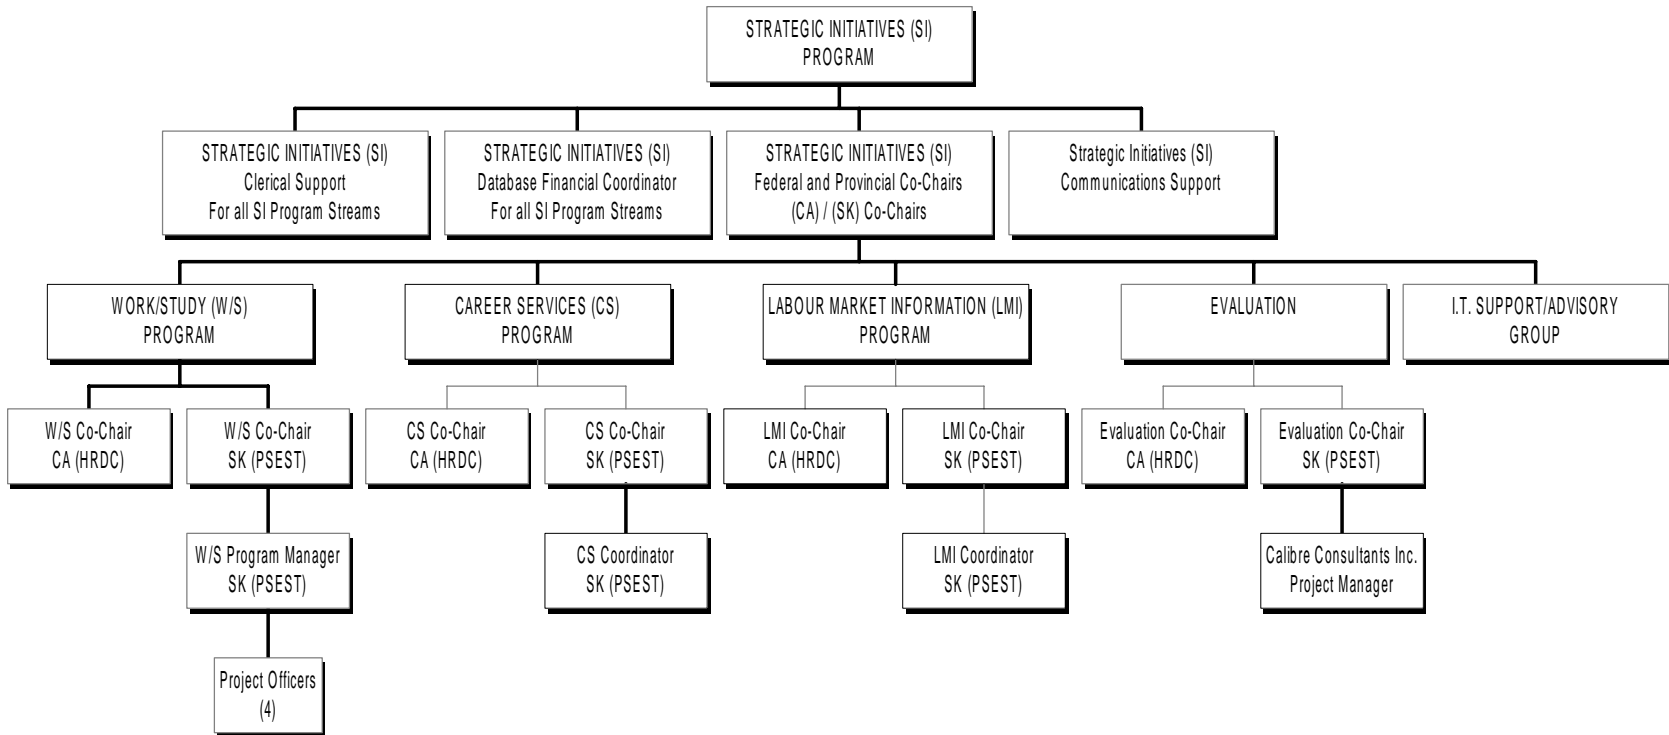 STRATEGIC INITIATIVES (SI)
PROGRAM
STRATEGIC INITIATIVES (SI)
Clerical Support
For all SI Program Streams
STRATEGIC INITIATIVES (SI)
Database Financial Coordinator
For all SI Program Streams
STRATEGIC INITIATIVES (SI)
Federal and Provincial Co-Chairs
(CA) / (SK) Co-Chairs
Strategic Initiatives (SI)
Communications Support
WORK/STUDY (W/S)
PROGRAM
CAREER SERVICES (CS)
PROGRAM
LABOUR MARKET INFORMATION (LMI)
PROGRAM
EVALUATION
I.T. SUPPORT/ADVISORY
GROUP
W/S Co-Chair
CA (HRDC)
W/S Co-Chair
SK (PSEST)
CS Co-Chair
CA (HRDC)
CS Co-Chair
SK (PSEST)
LMI Co-Chair
CA (HRDC)
LMI Co-Chair
SK (PSEST)
Evaluation Co-Chair
CA (HRDC)
Evaluation Co-Chair
SK (PSEST)
W/S Program Manager
SK (PSEST)
CS Coordinator
SK (PSEST)
LMI Coordinator
SK (PSEST)
Calibre Consultants Inc.
Project Manager
Project Officers
(4)